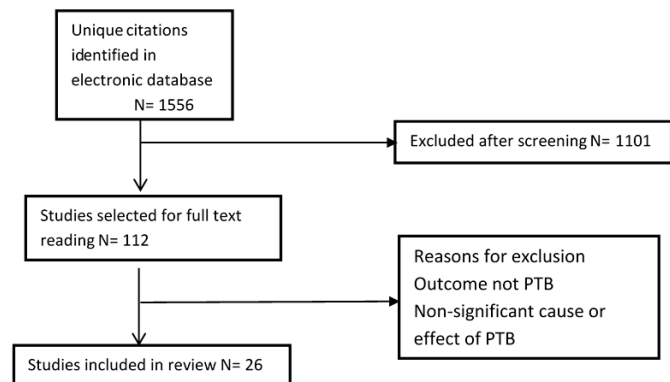 Unique citations
identified in
electronic database
N= 1556
Excluded after screening N= 1101
Studies selected for full text
reading N= 112
Reasons for exclusion
Outcome not PTB
Non-significant cause or
effect of PTB
Studies included in review N= 26